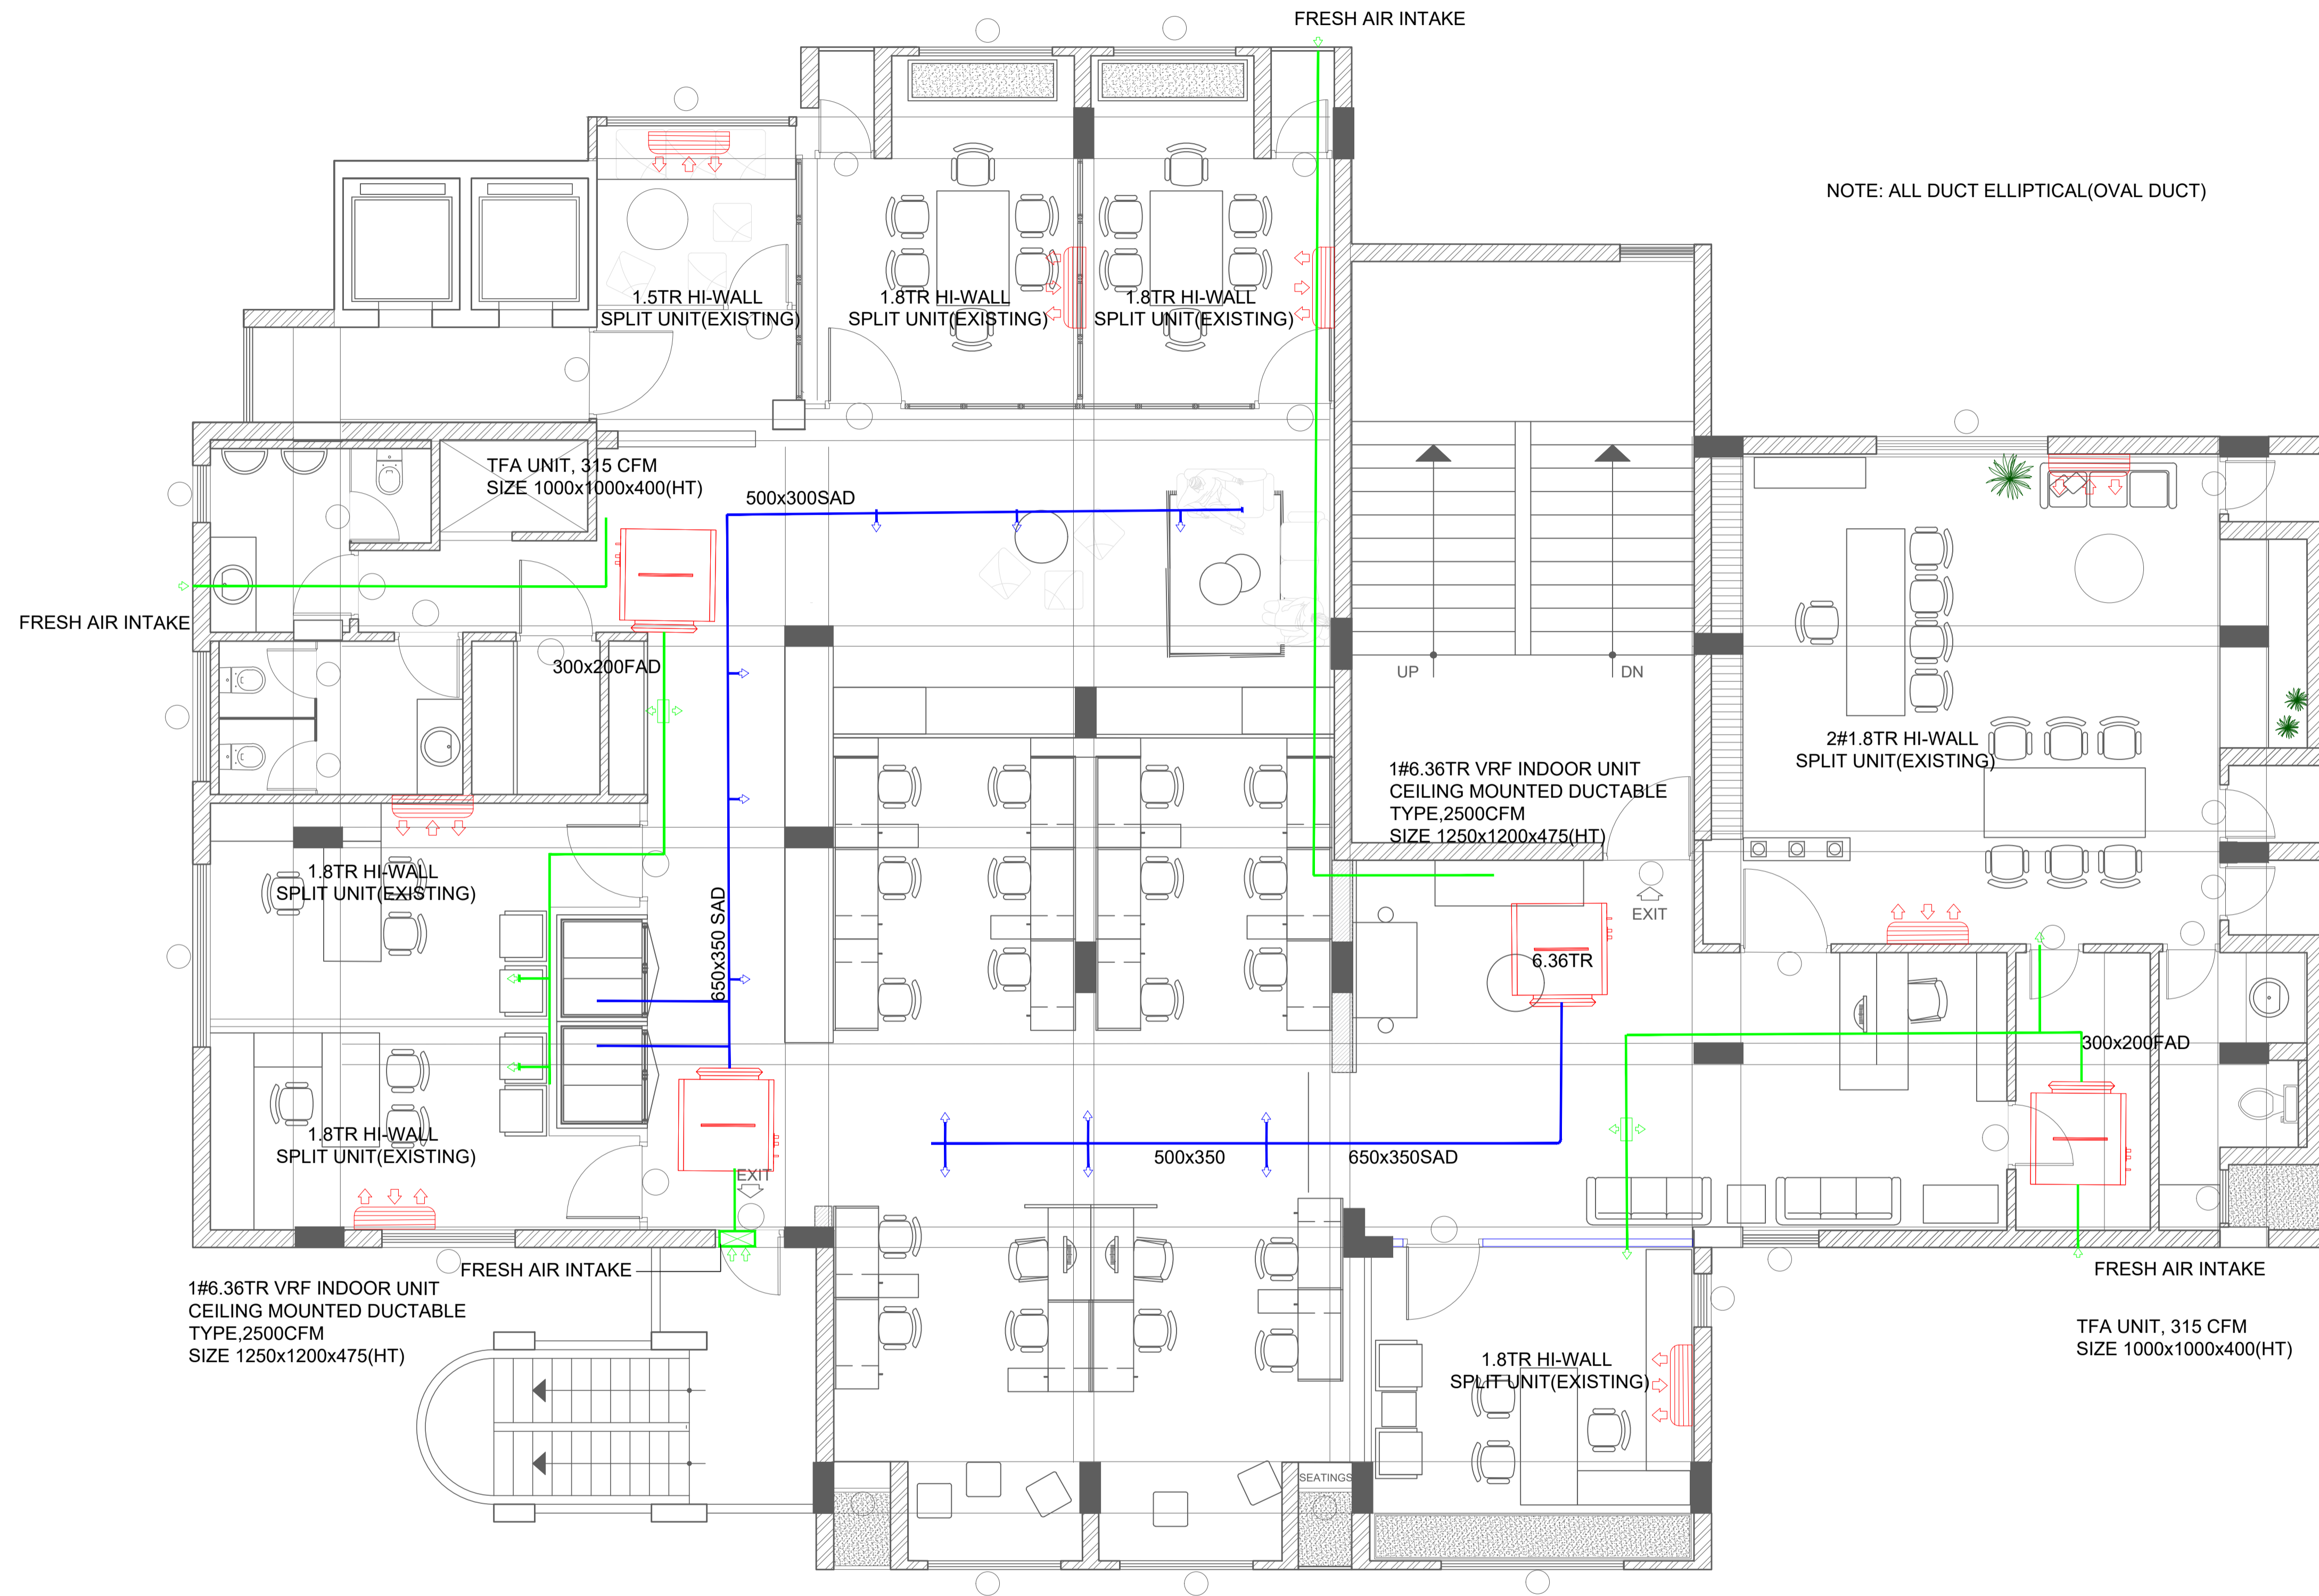 FRESH AIR INTAKE
NOTE: ALL DUCT ELLIPTICAL(OVAL DUCT)
1.5TR HI-WALL
SPLIT UNIT(EXISTING)
1.8TR HI-WALL
SPLIT UNIT(EXISTING)
1.8TR HI-WALL
SPLIT UNIT(EXISTING)
TFA UNIT, 315 CFM
SIZE 1000x1000x400(HT)
500x300SAD
FRESH AIR INTAKE
300x200FAD
UP
DN
2#1.8TR HI-WALL
SPLIT UNIT(EXISTING)
1#6.36TR VRF INDOOR UNIT
CEILING MOUNTED DUCTABLE
TYPE,2500CFM
SIZE 1250x1200x475(HT)
1.8TR HI-WALL
SPLIT UNIT(EXISTING)
650x350 SAD
EXIT
6.36TR
300x200FAD
1.8TR HI-WALL
SPLIT UNIT(EXISTING)
500x350
650x350SAD
EXIT
FRESH AIR INTAKE
FRESH AIR INTAKE
1#6.36TR VRF INDOOR UNIT
CEILING MOUNTED DUCTABLE
TYPE,2500CFM
SIZE 1250x1200x475(HT)
TFA UNIT, 315 CFM
SIZE 1000x1000x400(HT)
1.8TR HI-WALL
SPLIT UNIT(EXISTING)
SEATINGS